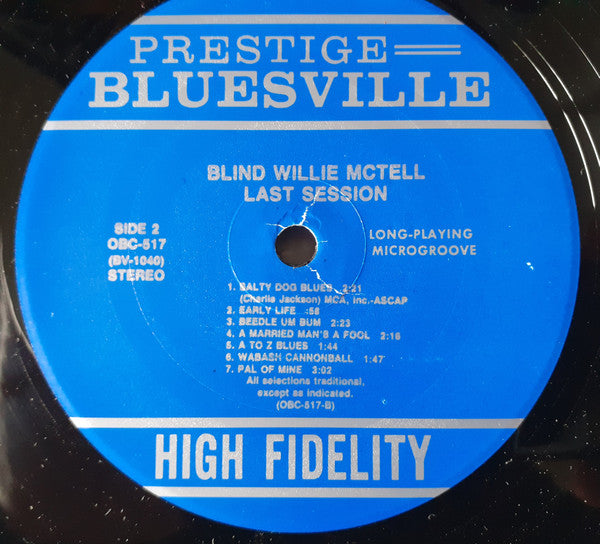 PRESTIGE
BLUESVILLE
BLIND WILLIE MCTELL
LAST SESSION
SIDE 2
OBC-517
(BV-1040)
STEREO
LONG-PLAYING
MICROGROOVE
1. SALTY DOG BLUES 2:21
(Charlie Jackson) MCA, Inc.-ASCAP
2. EARLY LIFE :58
3. BEEDLE UM BUM 2:23
4. A MARRIED MAN'S A FOOL 2:16
5. A TO Z BLUES 1:44
6. WABASH CANNONBALL 1:47
7. PAL OF MINE 3:02
All selections traditional,
except as indicated.
(OBC-517-B)
HIGH FIDELITY